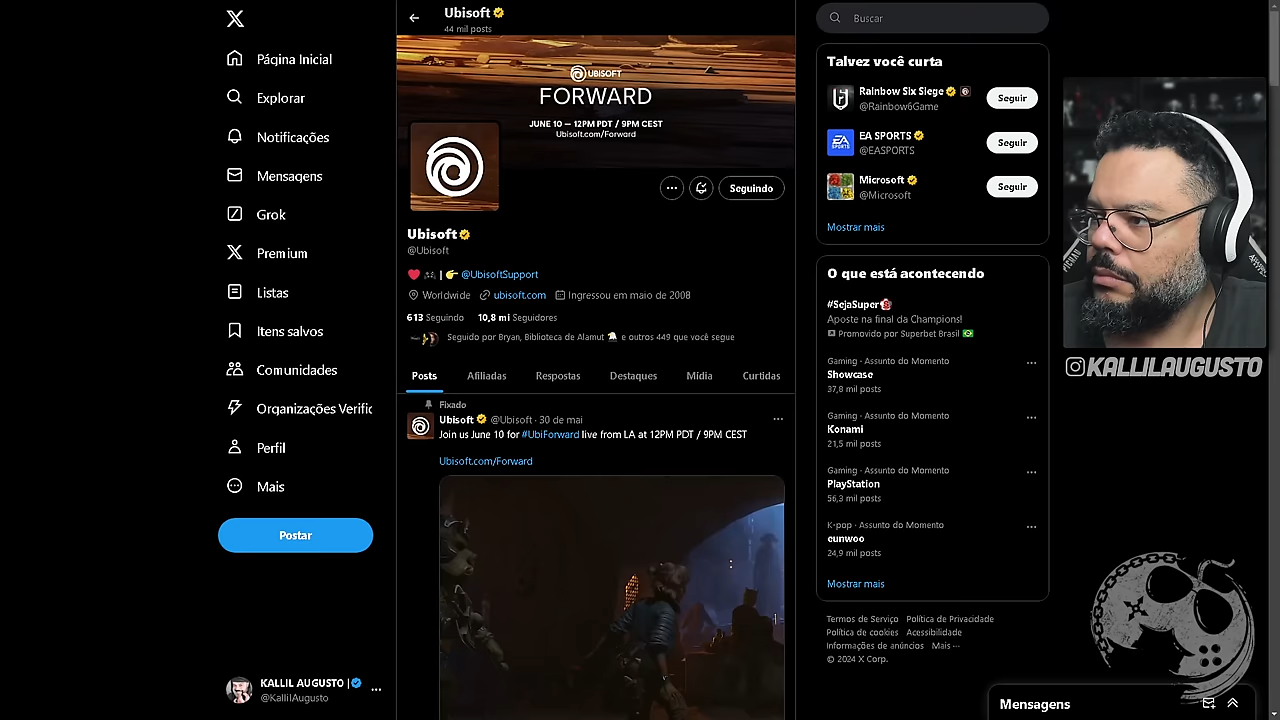 Página Inicial
Explorar
Notificações
Mensagens
Grok
Premium
Listas
Itens salvos
Comunidades
Organizações Verific
Perfil
Mais
Postar
KALLIL AUGUSTO |
@KallilAugusto
Ubisoft
44 mil posts
UBISOFT
FORWARD
JUNE 10 — 12PM PDT / 9PM CEST
Ubisoft.com/Forward
Seguindo
Ubisoft
@Ubisoft
❤️ 🎮 | 👉 @UbisoftSupport
Worldwide ubisoft.com Ingressou em maio de 2008
613 Seguindo 10,8 mi Seguidores
Seguido por Bryan, Biblioteca de Alamut e outros 449 que você segue
Posts Afiliadas Respostas Destaques Mídia Curtidas
Fixado
Ubisoft @Ubisoft · 30 de mai
Join us June 10 for #UbiForward live from LA at 12PM PDT / 9PM CEST
Ubisoft.com/Forward
Buscar
Talvez você curta
Rainbow Six Siege
@Rainbow6Game
Seguir
EA SPORTS
@EASPORTS
Seguir
Microsoft
@Microsoft
Seguir
Mostrar mais
O que está acontecendo
#SejaSuper
Aposte na final da Champions!
Promovido por Superbet Brasil 🇧🇷
Gaming · Assunto do Momento
Showcase
37,8 mil posts
Gaming · Assunto do Momento
Konami
21,5 mil posts
Gaming · Assunto do Momento
PlayStation
56,3 mil posts
K-pop · Assunto do Momento
eunwoo
24,9 mil posts
Mostrar mais
Termos de Serviço Política de Privacidade
Política de cookies Acessibilidade
Informações de anúncios Mais ···
© 2024 X Corp.
Mensagens
PICHAU
KALLILAUGUSTO